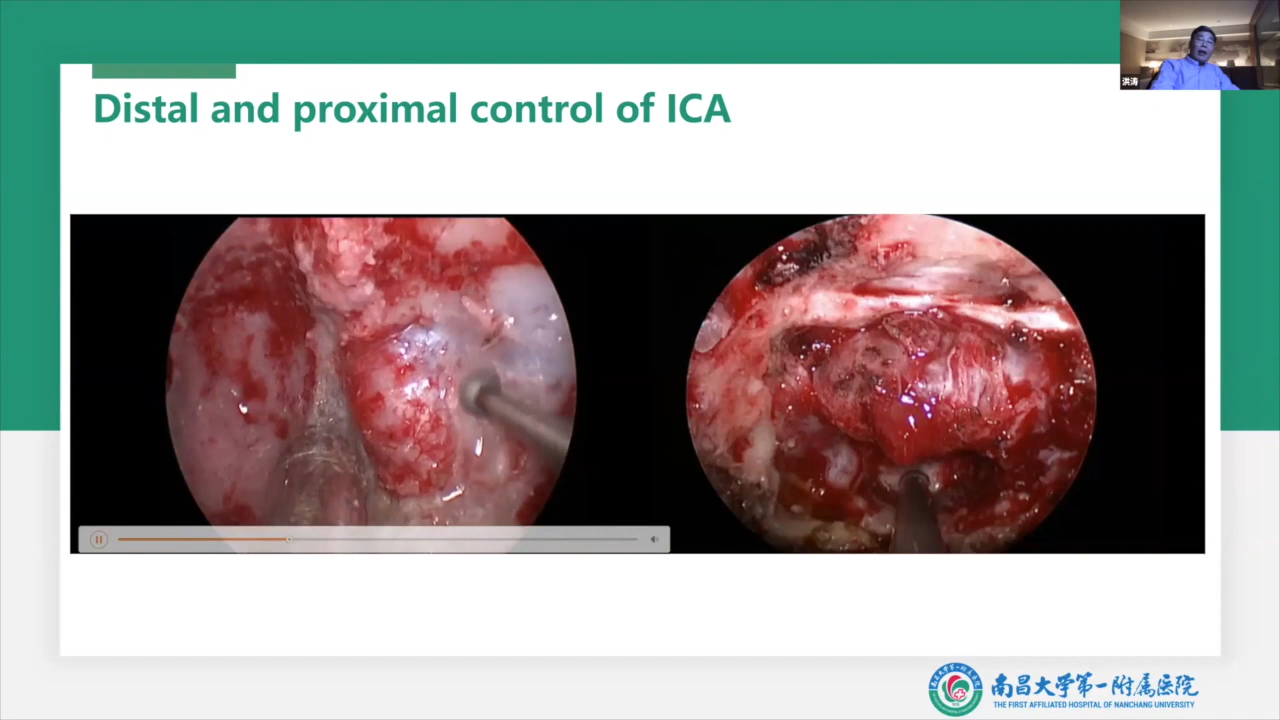 洪涛
Distal and proximal control of ICA
南昌大学第一附属医院
THE FIRST AFFILIATED HOSPITAL OF NANCHANG UNIVERSITY